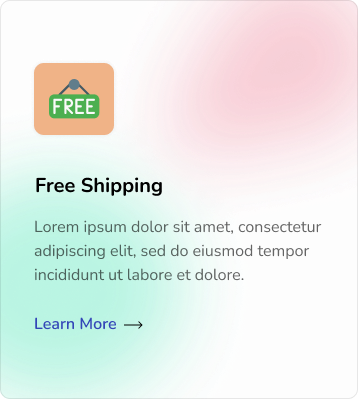 FREE
Free Shipping
Lorem ipsum dolor sit amet, consectetur
adipiscing elit, sed do eiusmod tempor
incididunt ut labore et dolore.
Learn More